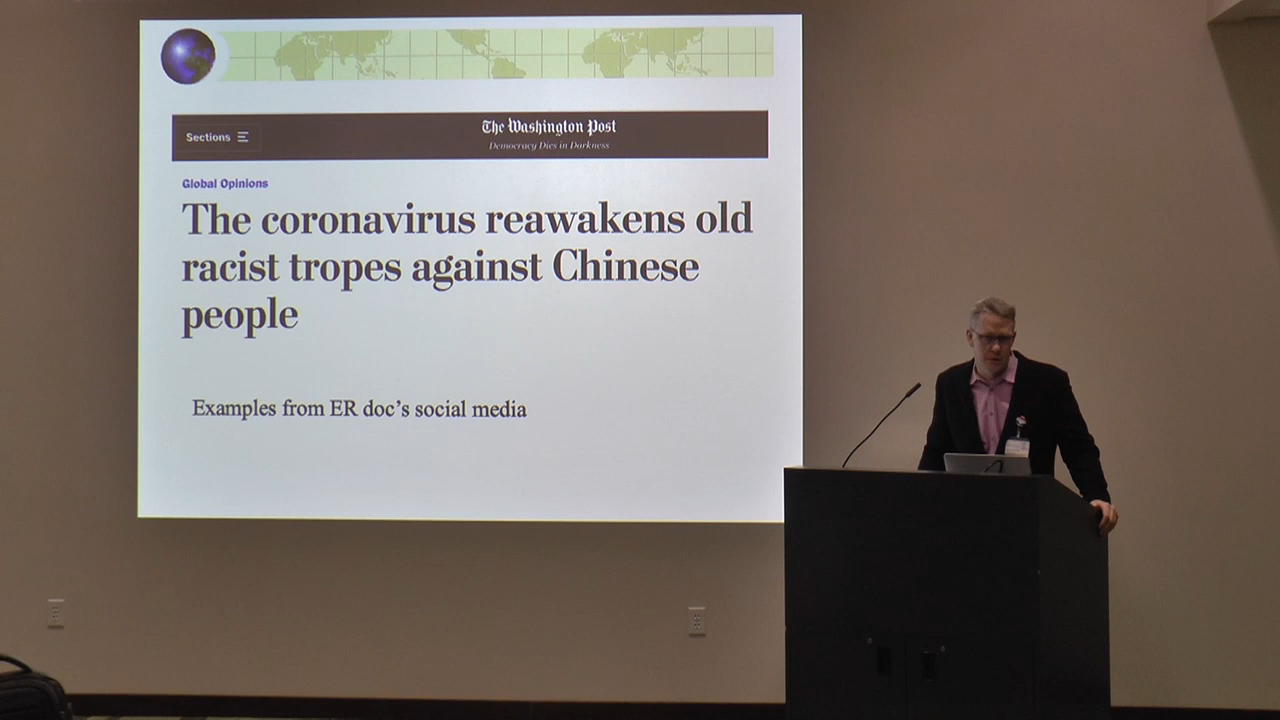 Sections
The Washington Post
Democracy Dies in Darkness
Global Opinions
The coronavirus reawakens old
racist tropes against Chinese
people
Examples from ER doc's social media